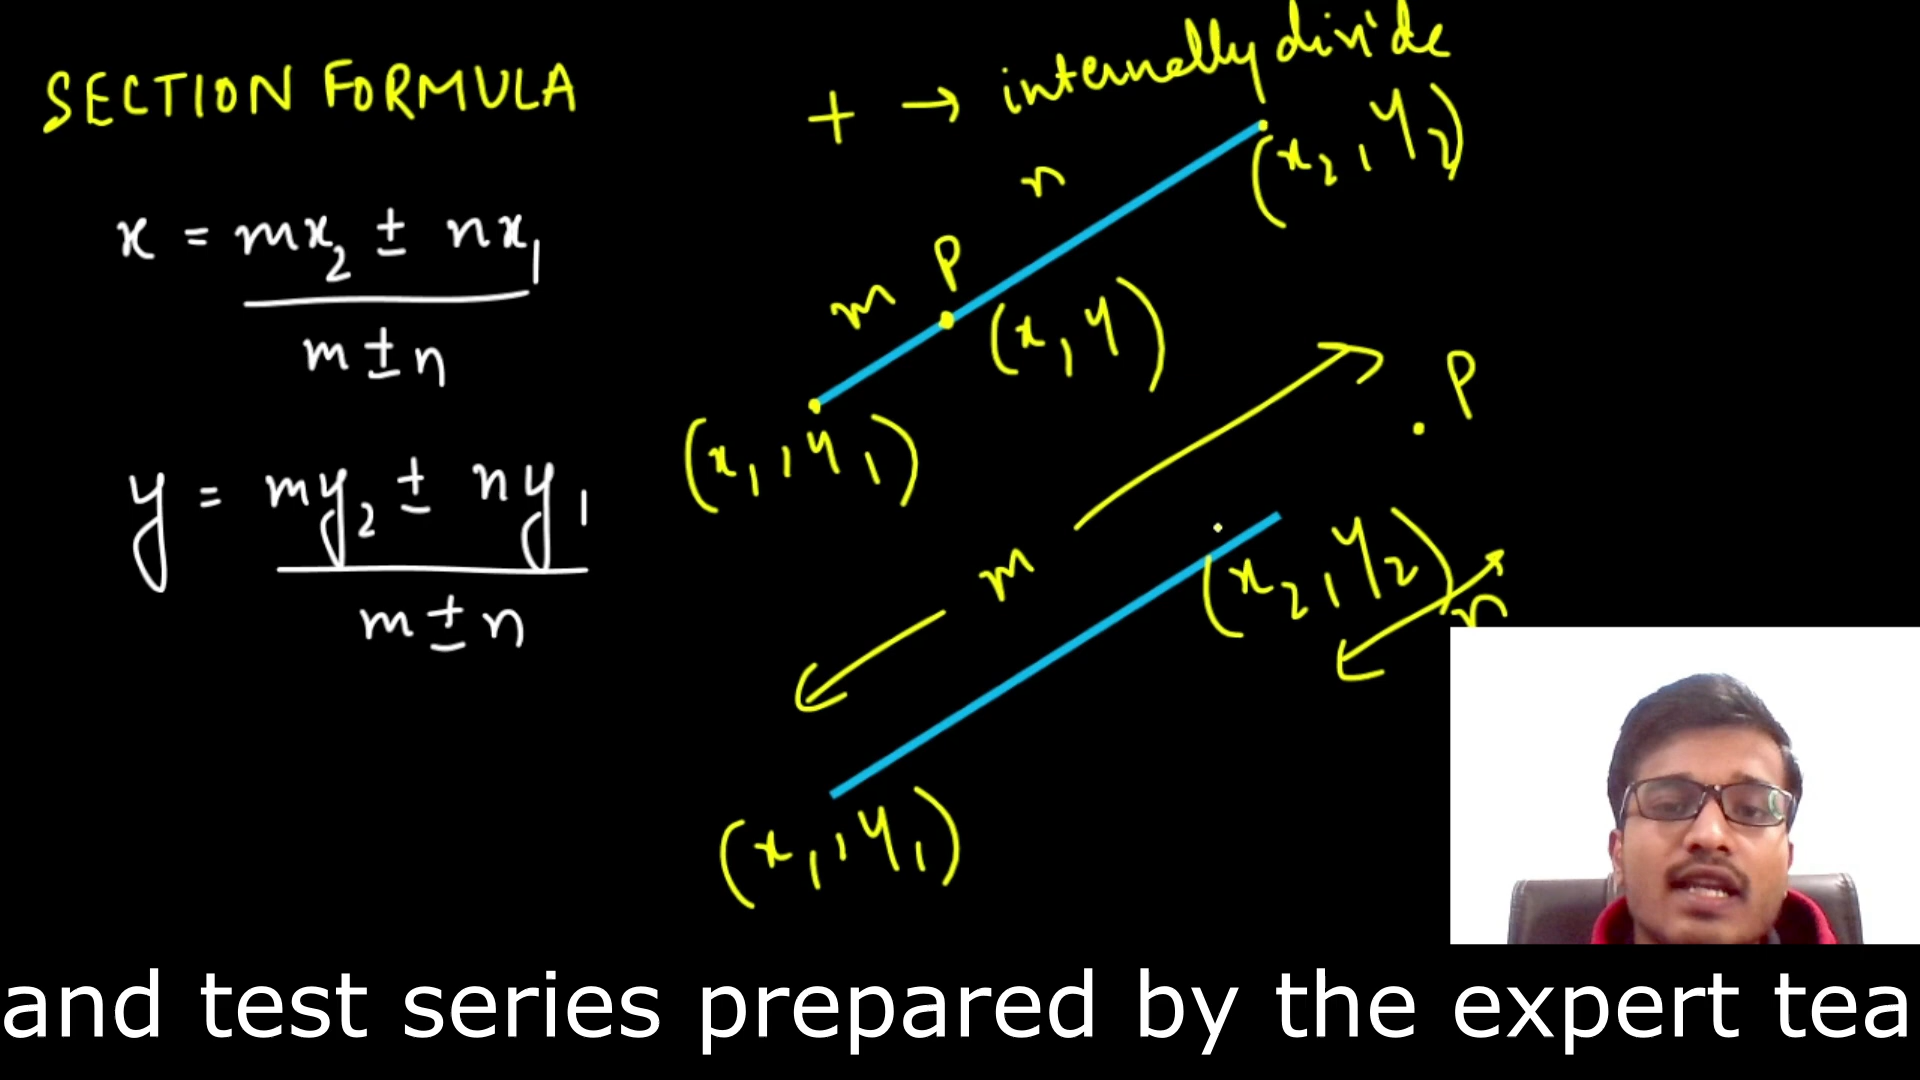 SECTION FORMULA
+ → internally divide
x = mx₂ ± nx₁
m ± n
y = my₂ ± ny₁
m ± n
n
(x₂, y₂)
m P
(x, y)
(x₁, y₁)
P
m
(x₂, y₂)
n
(x₁, y₁)
and test series prepared by the expert tea